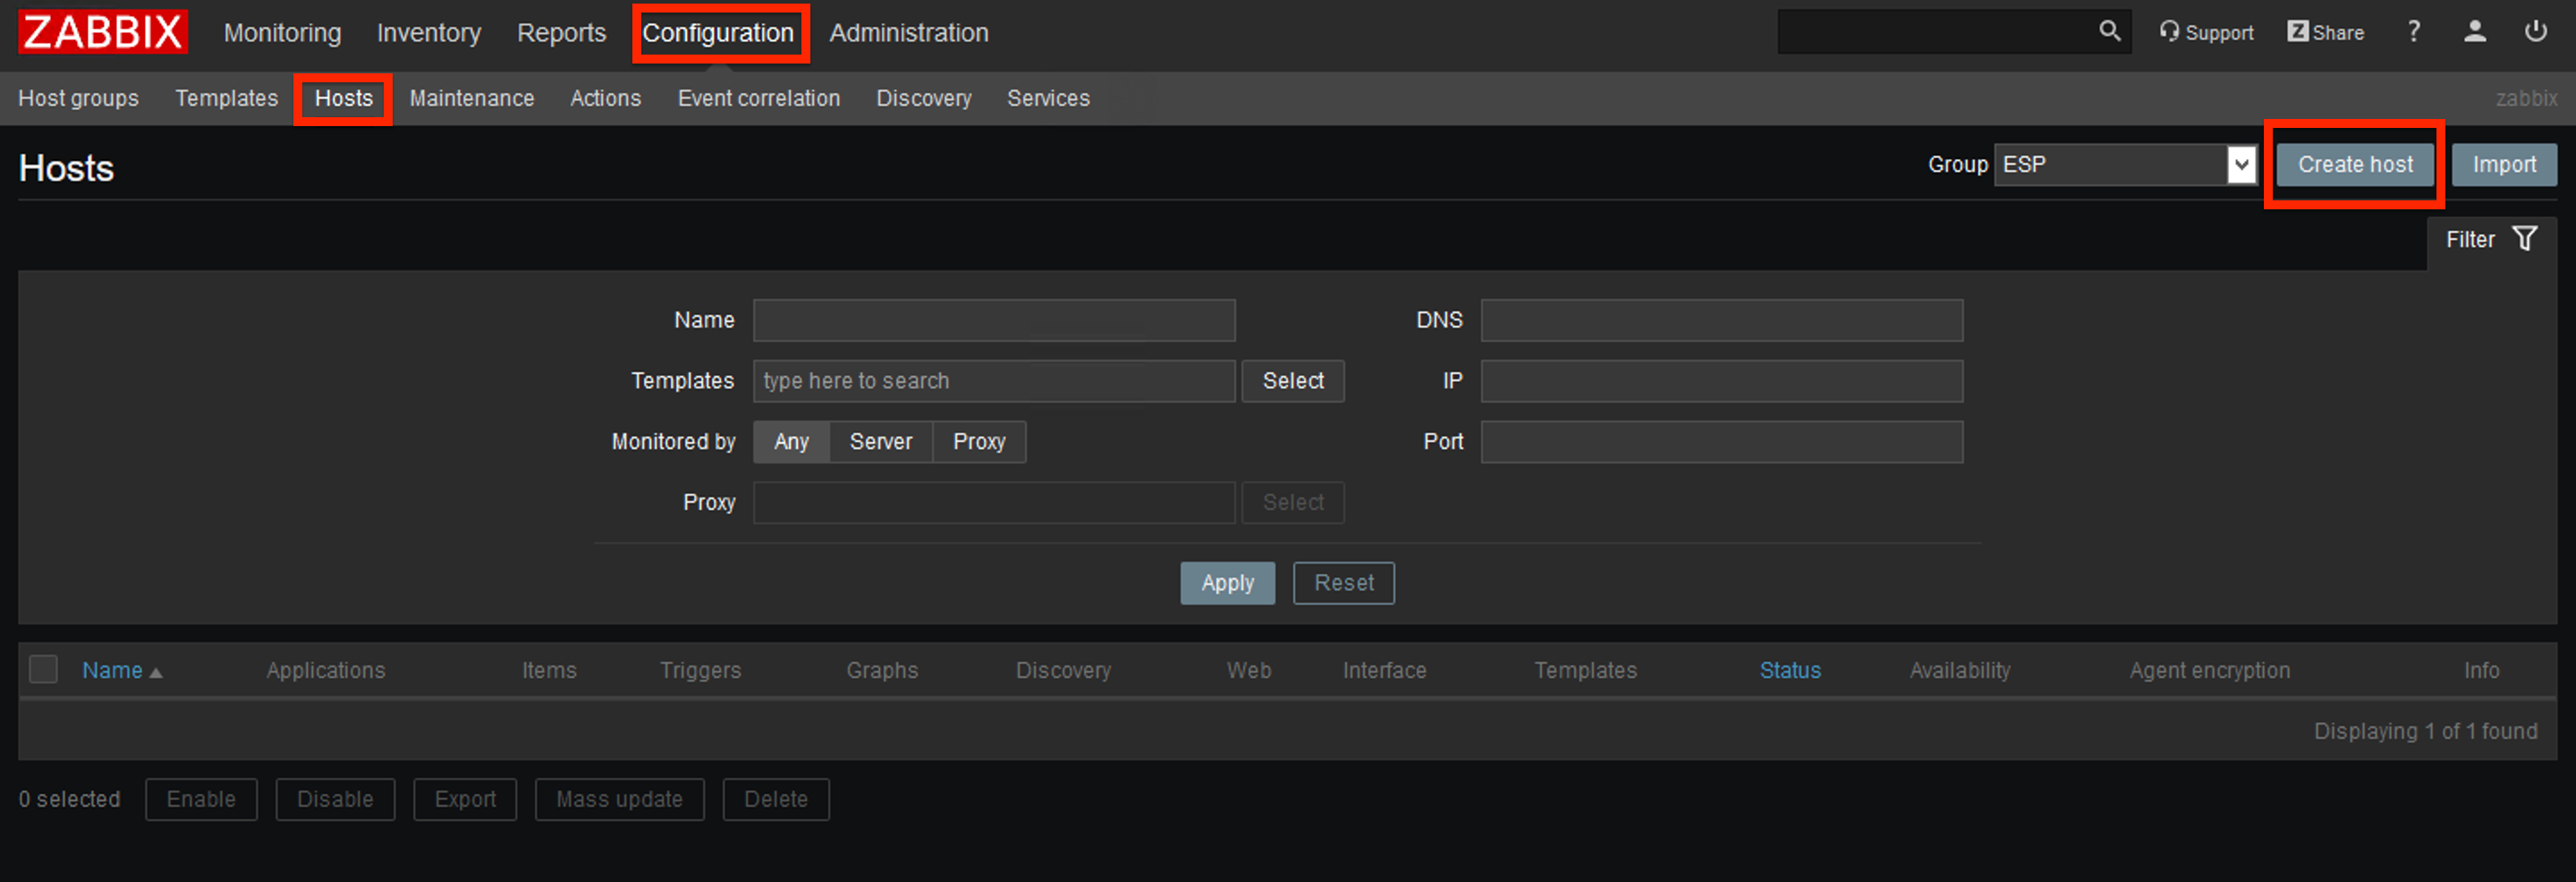 ZABBIX Monitoring Inventory Reports Configuration Administration Support Z Share ?
Host groups Templates Hosts Maintenance Actions Event correlation Discovery Services zabbix
Hosts Group ESP Create host Import
Filter
Name DNS
Templates type here to search Select IP
Monitored by Any Server Proxy Port
Proxy Select
Apply Reset
Name Applications Items Triggers Graphs Discovery Web Interface Templates Status Availability Agent encryption Info
Displaying 1 of 1 found
0 selected Enable Disable Export Mass update Delete